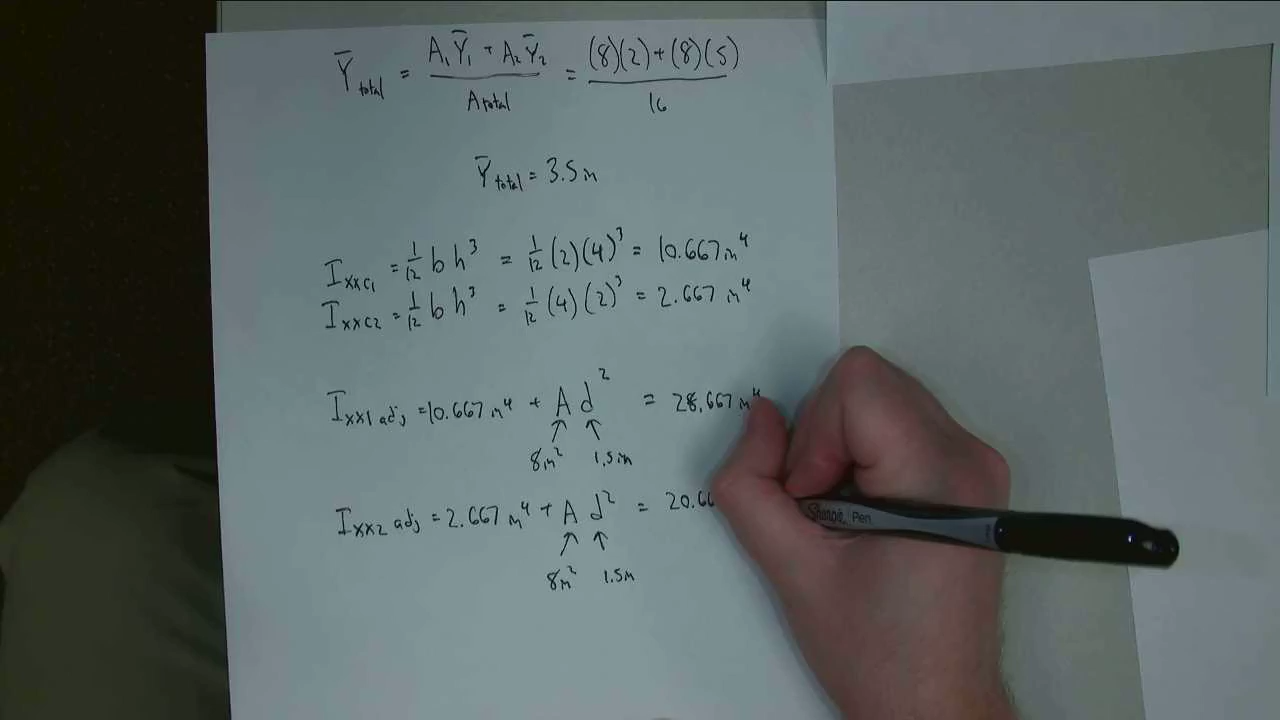 Ȳtotal = A₁Ȳ₁ + A₂Ȳ₂ / Atotal = (8)(2)+(8)(5) / 16
Ȳtotal = 3.5m
Ixxc1 = 1/12 b h³ = 1/12 (2)(4)³ = 10.667m⁴
Ixxc2 = 1/12 b h³ = 1/12 (4)(2)³ = 2.667 m⁴
Ixx1 adj = 10.667 m⁴ + A d² = 28.667 m⁴
8m² 1.5m
Ixx2 adj = 2.667 m⁴ + A d² = 20.66
8m² 1.5m
Sharpie Pen